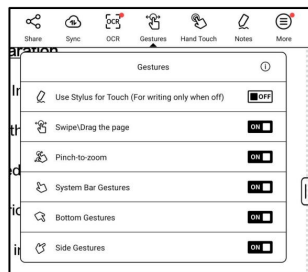 Share Sync OCR Gestures Hand Touch Notes More
OCR
aration
Gestures
Use Stylus for Touch (For writing only when off) OFF
Swipe\Drag the page ON
Pinch-to-zoom ON
System Bar Gestures ON
Bottom Gestures ON
Side Gestures ON